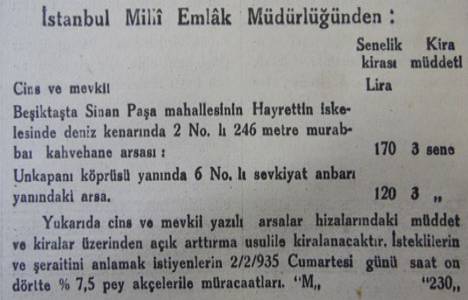 İstanbul Millî Emlâk Müdürlüğünden :
Senelik Kira
kirası müddeti
Cins ve mevkii Lira
Beşiktaşta Sinan Paşa mahallesinin Hayrettin iske-
lesinde deniz kenarında 2 No. lı 246 metre murab-
baı kahvehane arsası : 170 3 sene
Unkapanı köprüsü yanında 6 No. lı sevkiyat anbarı
yanındaki arsa. 120 3 „
Yukarıda cins ve mevkii yazılı arsalar hizalarındaki müddet
ve kiralar üzerinden açık arttırma usulile kiralanacaktır. İsteklilerin
ve şeraitini anlamak istiyenlerin 2/2/935 Cumartesi günü saat on
dörtte % 7,5 pey akçelerile müracaatları. “M„ “230„